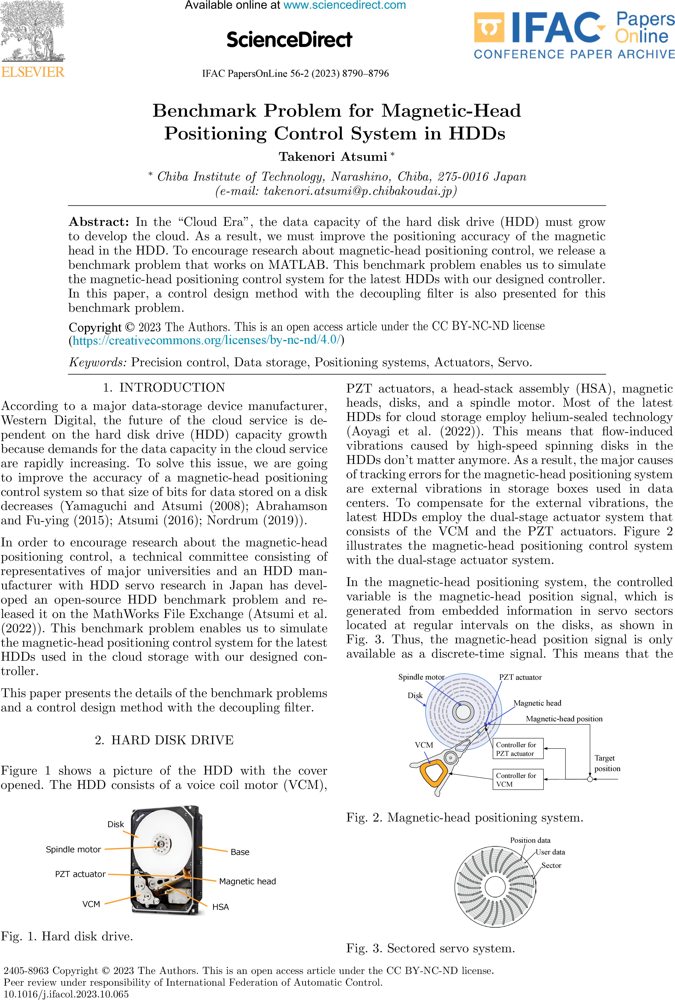 Available online at www.sciencedirect.com
NON SOLUS
ELSEVIER
ScienceDirect
IFAC Papers
Online
CONFERENCE PAPER ARCHIVE
IFAC PapersOnLine 56-2 (2023) 8790–8796
Benchmark Problem for Magnetic-Head
Positioning Control System in HDDs
Takenori Atsumi *
* Chiba Institute of Technology, Narashino, Chiba, 275-0016 Japan
(e-mail: takenori.atsumi@p.chibakoudai.jp)
Abstract: In the “Cloud Era”, the data capacity of the hard disk drive (HDD) must grow
to develop the cloud. As a result, we must improve the positioning accuracy of the magnetic
head in the HDD. To encourage research about magnetic-head positioning control, we release a
benchmark problem that works on MATLAB. This benchmark problem enables us to simulate
the magnetic-head positioning control system for the latest HDDs with our designed controller.
In this paper, a control design method with the decoupling filter is also presented for this
benchmark problem.
Copyright © 2023 The Authors. This is an open access article under the CC BY-NC-ND license
(https://creativecommons.org/licenses/by-nc-nd/4.0/)
Keywords: Precision control, Data storage, Positioning systems, Actuators, Servo.
1. INTRODUCTION
According to a major data-storage device manufacturer,
Western Digital, the future of the cloud service is de-
pendent on the hard disk drive (HDD) capacity growth
because demands for the data capacity in the cloud service
are rapidly increasing. To solve this issue, we are going
to improve the accuracy of a magnetic-head positioning
control system so that size of bits for data stored on a disk
decreases (Yamaguchi and Atsumi (2008); Abrahamson
and Fu-ying (2015); Atsumi (2016); Nordrum (2019)).
In order to encourage research about the magnetic-head
positioning control, a technical committee consisting of
representatives of major universities and an HDD man-
ufacturer with HDD servo research in Japan has devel-
oped an open-source HDD benchmark problem and re-
leased it on the MathWorks File Exchange (Atsumi et al.
(2022)). This benchmark problem enables us to simulate
the magnetic-head positioning control system for the latest
HDDs used in the cloud storage with our designed con-
troller.
This paper presents the details of the benchmark problems
and a control design method with the decoupling filter.
2. HARD DISK DRIVE
Figure 1 shows a picture of the HDD with the cover
opened. The HDD consists of a voice coil motor (VCM),
Disk
Spindle motor
PZT actuator
VCM
Base
Magnetic head
HSA
Fig. 1. Hard disk drive.
PZT actuators, a head-stack assembly (HSA), magnetic
heads, disks, and a spindle motor. Most of the latest
HDDs for cloud storage employ helium-sealed technology
(Aoyagi et al. (2022)). This means that flow-induced
vibrations caused by high-speed spinning disks in the
HDDs don’t matter anymore. As a result, the major causes
of tracking errors for the magnetic-head positioning system
are external vibrations in storage boxes used in data
centers. To compensate for the external vibrations, the
latest HDDs employ the dual-stage actuator system that
consists of the VCM and the PZT actuators. Figure 2
illustrates the magnetic-head positioning control system
with the dual-stage actuator system.
In the magnetic-head positioning system, the controlled
variable is the magnetic-head position signal, which is
generated from embedded information in servo sectors
located at regular intervals on the disks, as shown in
Fig. 3. Thus, the magnetic-head position signal is only
available as a discrete-time signal. This means that the
Spindle motor
PZT actuator
Disk
Magnetic head
Magnetic-head position
VCM
Controller for
PZT actuator
Target
position
Controller for
VCM
Fig. 2. Magnetic-head positioning system.
Position data
User data
Sector
Fig. 3. Sectored servo system.
2405-8963 Copyright © 2023 The Authors. This is an open access article under the CC BY-NC-ND license.
Peer review under responsibility of International Federation of Automatic Control.
10.1016/j.ifacol.2023.10.065